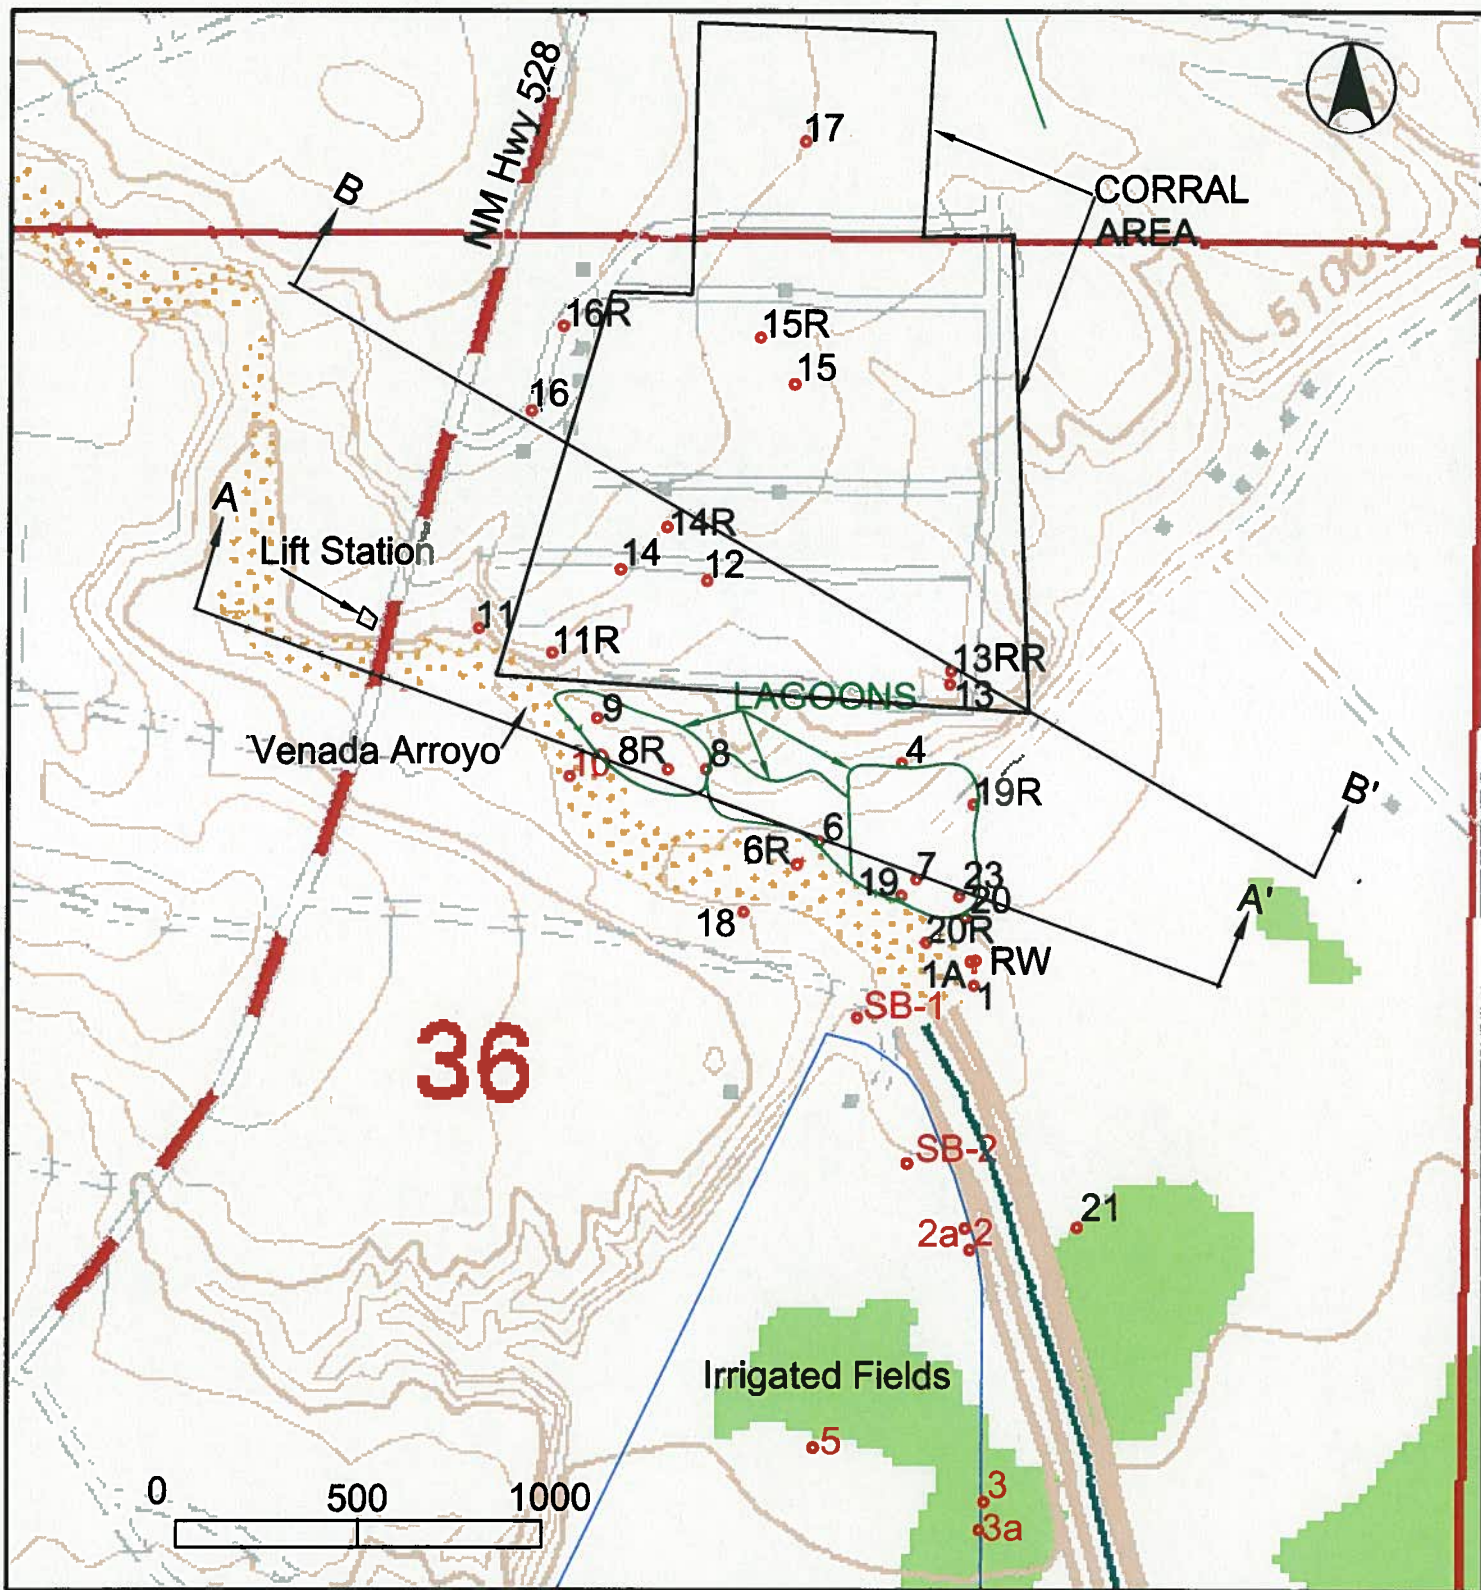 NM Hwy 528
17
CORRAL
AREA
B
5100
16R
15R
15
16
A
Lift Station
14R
14
12
11
11R
13RR
13
LAGOONS
9
Venada Arroyo
10
8R
8
4
19R
B'
6
6R
7
19
23
20
A'
18
20R
1A
RW
1
SB-1
36
SB-2
21
2a
2
Irrigated Fields
5
3
3a
0
500
1000